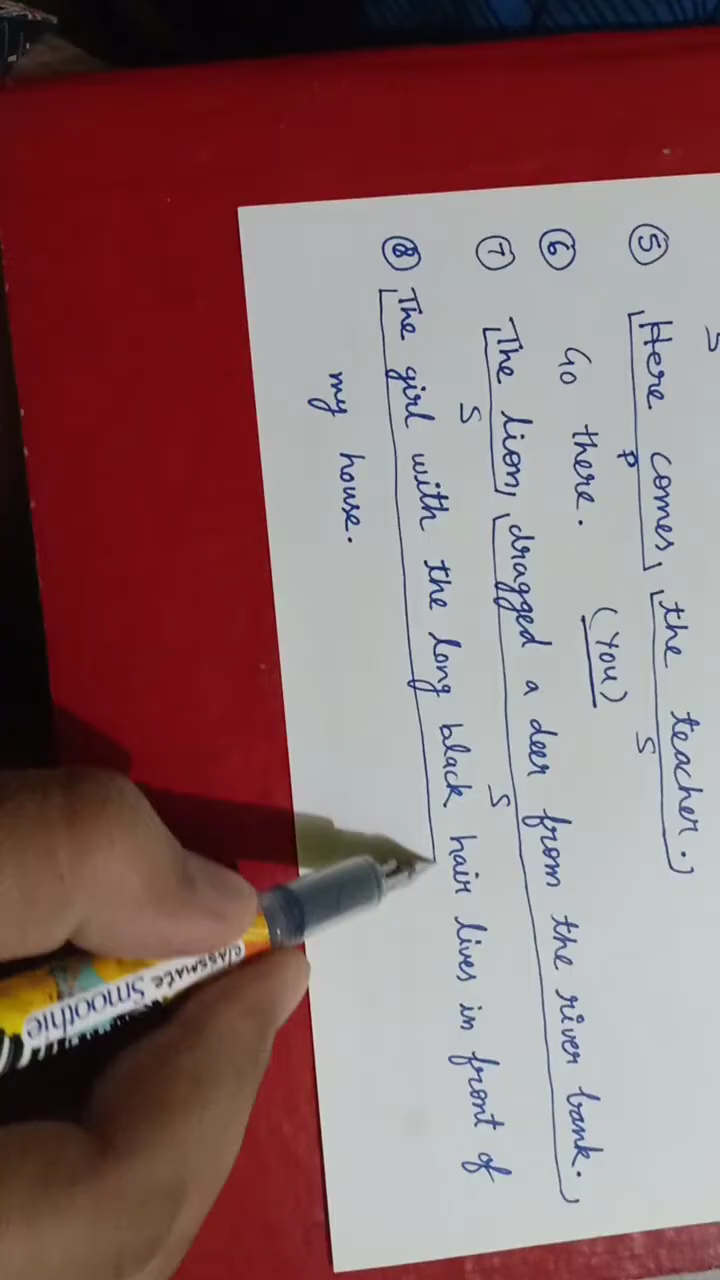 S
⑤ Here comes, the teacher.
P S
⑥ Go there. (You)
⑦ The lion, dragged a deer from the river bank.
S S
⑧ The girl with the long black hair lives in front of
my house.
classmate Smoothie